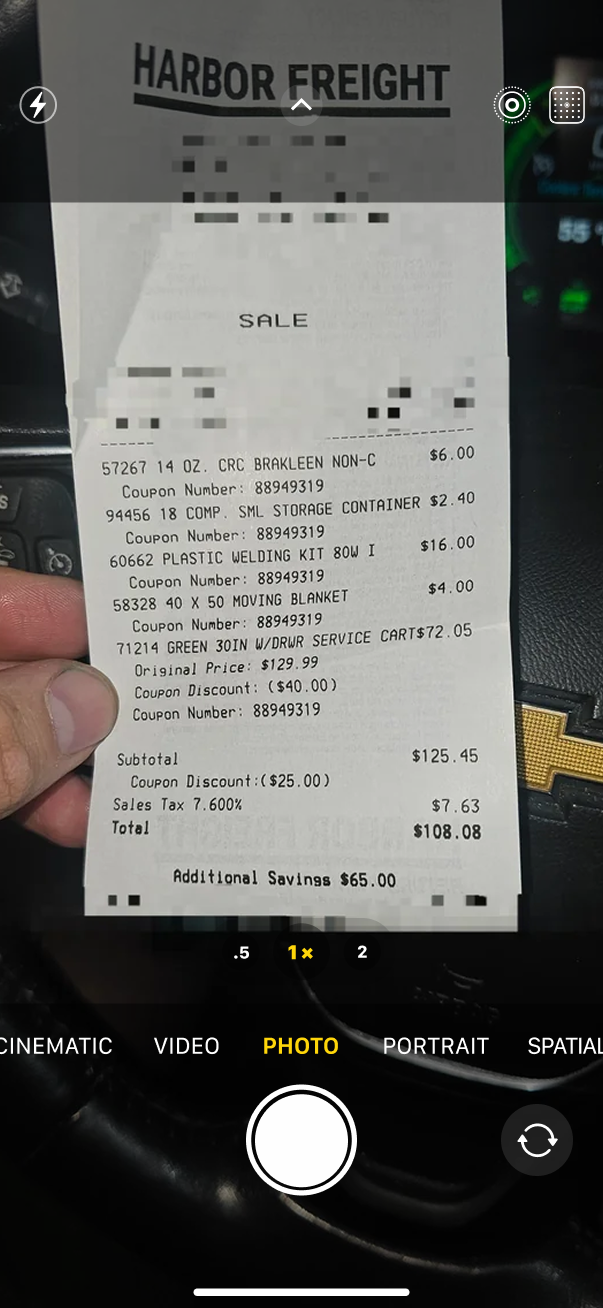 HARBOR FREIGHT
55
SALE
57267 14 OZ. CRC BRAKLEEN NON-C $6.00
Coupon Number: 88949319
94456 18 COMP. SML STORAGE CONTAINER $2.40
Coupon Number: 88949319
60662 PLASTIC WELDING KIT 80W I $16.00
Coupon Number: 88949319
58328 40 X 50 MOVING BLANKET $4.00
Coupon Number: 88949319
71214 GREEN 30IN W/DRWR SERVICE CART$72.05
Original Price: $129.99
Coupon Discount: ($40.00)
Coupon Number: 88949319
Subtotal $125.45
Coupon Discount:($25.00)
Sales Tax 7.600% $7.63
Total $108.08
Additional Savings $65.00
.5 1× 2
CINEMATIC VIDEO PHOTO PORTRAIT SPATIAL